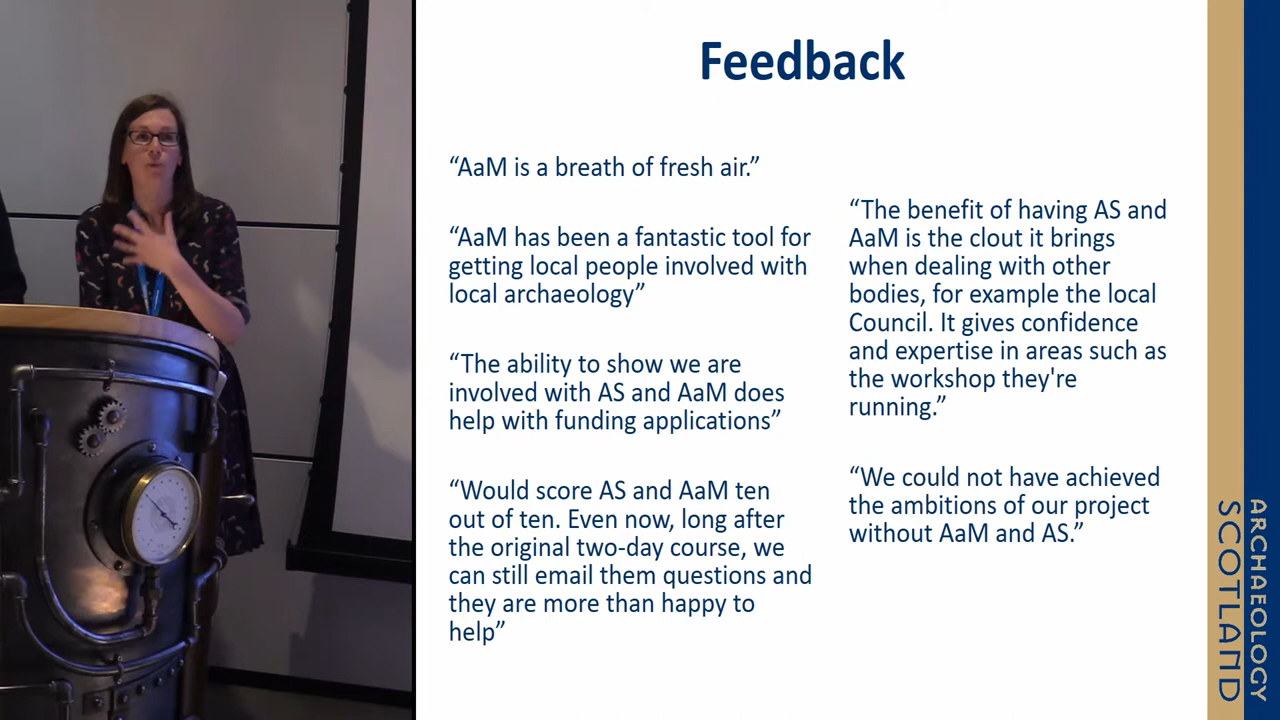 Feedback
“AaM is a breath of fresh air.”
“AaM has been a fantastic tool for
getting local people involved with
local archaeology”
“The ability to show we are
involved with AS and AaM does
help with funding applications”
“Would score AS and AaM ten
out of ten. Even now, long after
the original two-day course, we
can still email them questions and
they are more than happy to
help”
“The benefit of having AS and
AaM is the clout it brings
when dealing with other
bodies, for example the local
Council. It gives confidence
and expertise in areas such as
the workshop they're
running.”
“We could not have achieved
the ambitions of our project
without AaM and AS.”
ARCHAEOLOGY
SCOTLAND